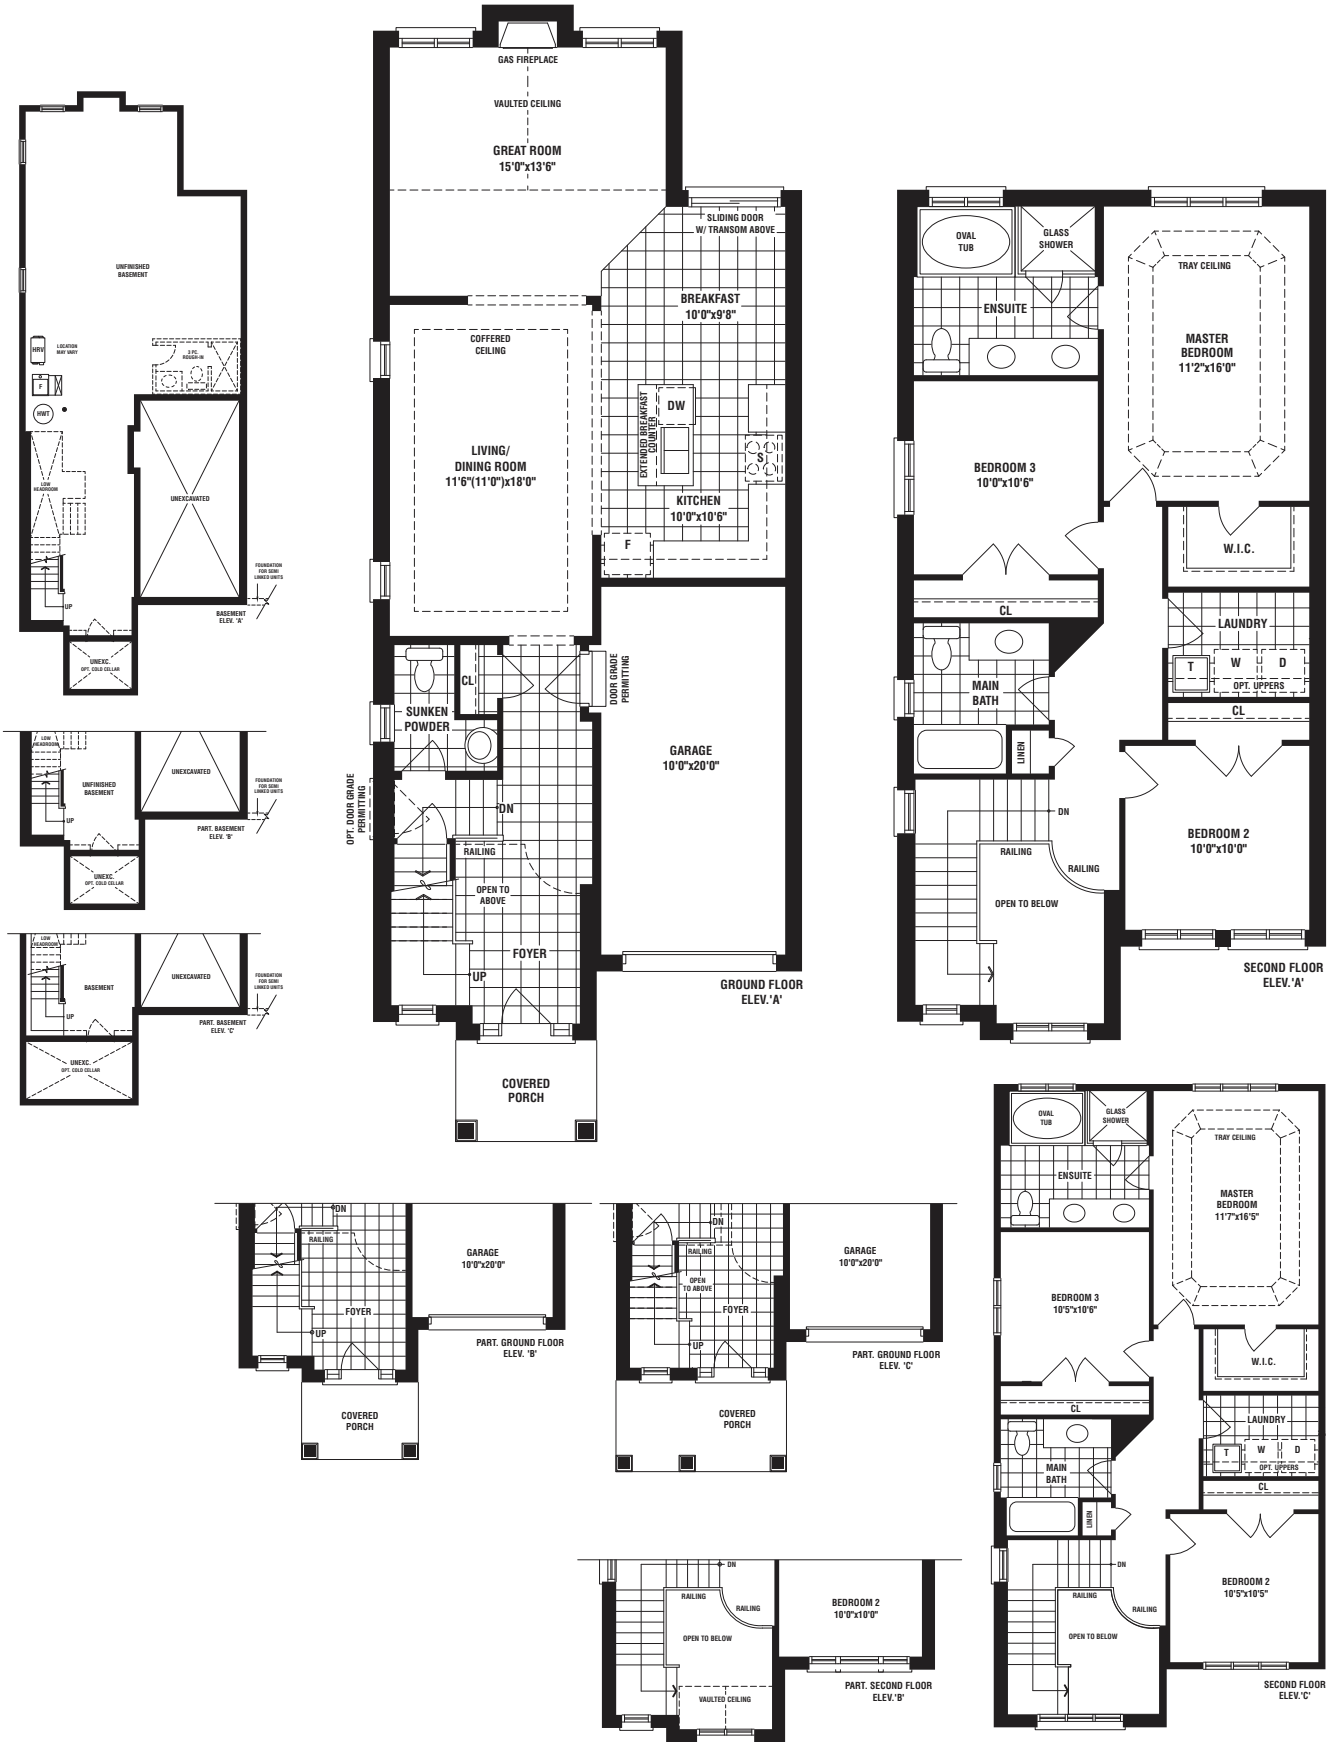 UNFINISHED
BASEMENT
HRV
LOCATION
MAY VARY
F
HWT
3 PC.
ROUGH-IN
LOW
HEADROOM
UNEXCAVATED
UP
FOUNDATION
FOR SEMI
LINKED UNITS
BASEMENT
ELEV. 'A'
UNEXC.
OPT. COLD CELLAR
LOW
HEADROOM
UNFINISHED
BASEMENT
UNEXCAVATED
UP
FOUNDATION
FOR SEMI
LINKED UNITS
PART. BASEMENT
ELEV. 'B'
UNEXC.
OPT. COLD CELLAR
LOW
HEADROOM
UNEXCAVATED
BASEMENT
UP
FOUNDATION
FOR SEMI
LINKED UNITS
PART. BASEMENT
ELEV. 'C'
UNEXC.
OPT. COLD CELLAR
GAS FIREPLACE
VAULTED CEILING
GREAT ROOM
15'0"x13'6"
SLIDING DOOR
W/ TRANSOM ABOVE
BREAKFAST
10'0"x9'8"
COFFERED
CEILING
LIVING/
DINING ROOM
11'6"(11'0")x18'0"
EXTENDED BREAKFAST
COUNTER
DW
S
KITCHEN
10'0"x10'6"
F
CL
SUNKEN
POWDER
DOOR GRADE
PERMITTING
GARAGE
10'0"x20'0"
OPT. DOOR GRADE
PERMITTING
DN
RAILING
OPEN TO
ABOVE
FOYER
UP
GROUND FLOOR
ELEV.'A'
COVERED
PORCH
OVAL
TUB
GLASS
SHOWER
ENSUITE
TRAY CEILING
MASTER
BEDROOM
11'2"x16'0"
BEDROOM 3
10'0"x10'6"
CL
W.I.C.
LAUNDRY
T
W
D
OPT. UPPERS
CL
MAIN
BATH
LINEN
DN
RAILING
RAILING
OPEN TO BELOW
BEDROOM 2
10'0"x10'0"
SECOND FLOOR
ELEV.'A'
DN
RAILING
FOYER
UP
GARAGE
10'0"x20'0"
PART. GROUND FLOOR
ELEV. 'B'
COVERED
PORCH
DN
RAILING
OPEN
TO ABOVE
FOYER
UP
GARAGE
10'0"x20'0"
PART. GROUND FLOOR
ELEV. 'C'
COVERED
PORCH
DN
RAILING
RAILING
OPEN TO BELOW
VAULTED CEILING
BEDROOM 2
10'0"x10'0"
PART. SECOND FLOOR
ELEV.'B'
OVAL
TUB
GLASS
SHOWER
ENSUITE
TRAY CEILING
MASTER
BEDROOM
11'7"x16'5"
BEDROOM 3
10'5"x10'6"
CL
W.I.C.
LAUNDRY
T
W
D
OPT. UPPERS
CL
MAIN
BATH
LINEN
DN
RAILING
RAILING
OPEN TO BELOW
BEDROOM 2
10'5"x10'5"
SECOND FLOOR
ELEV.'C'